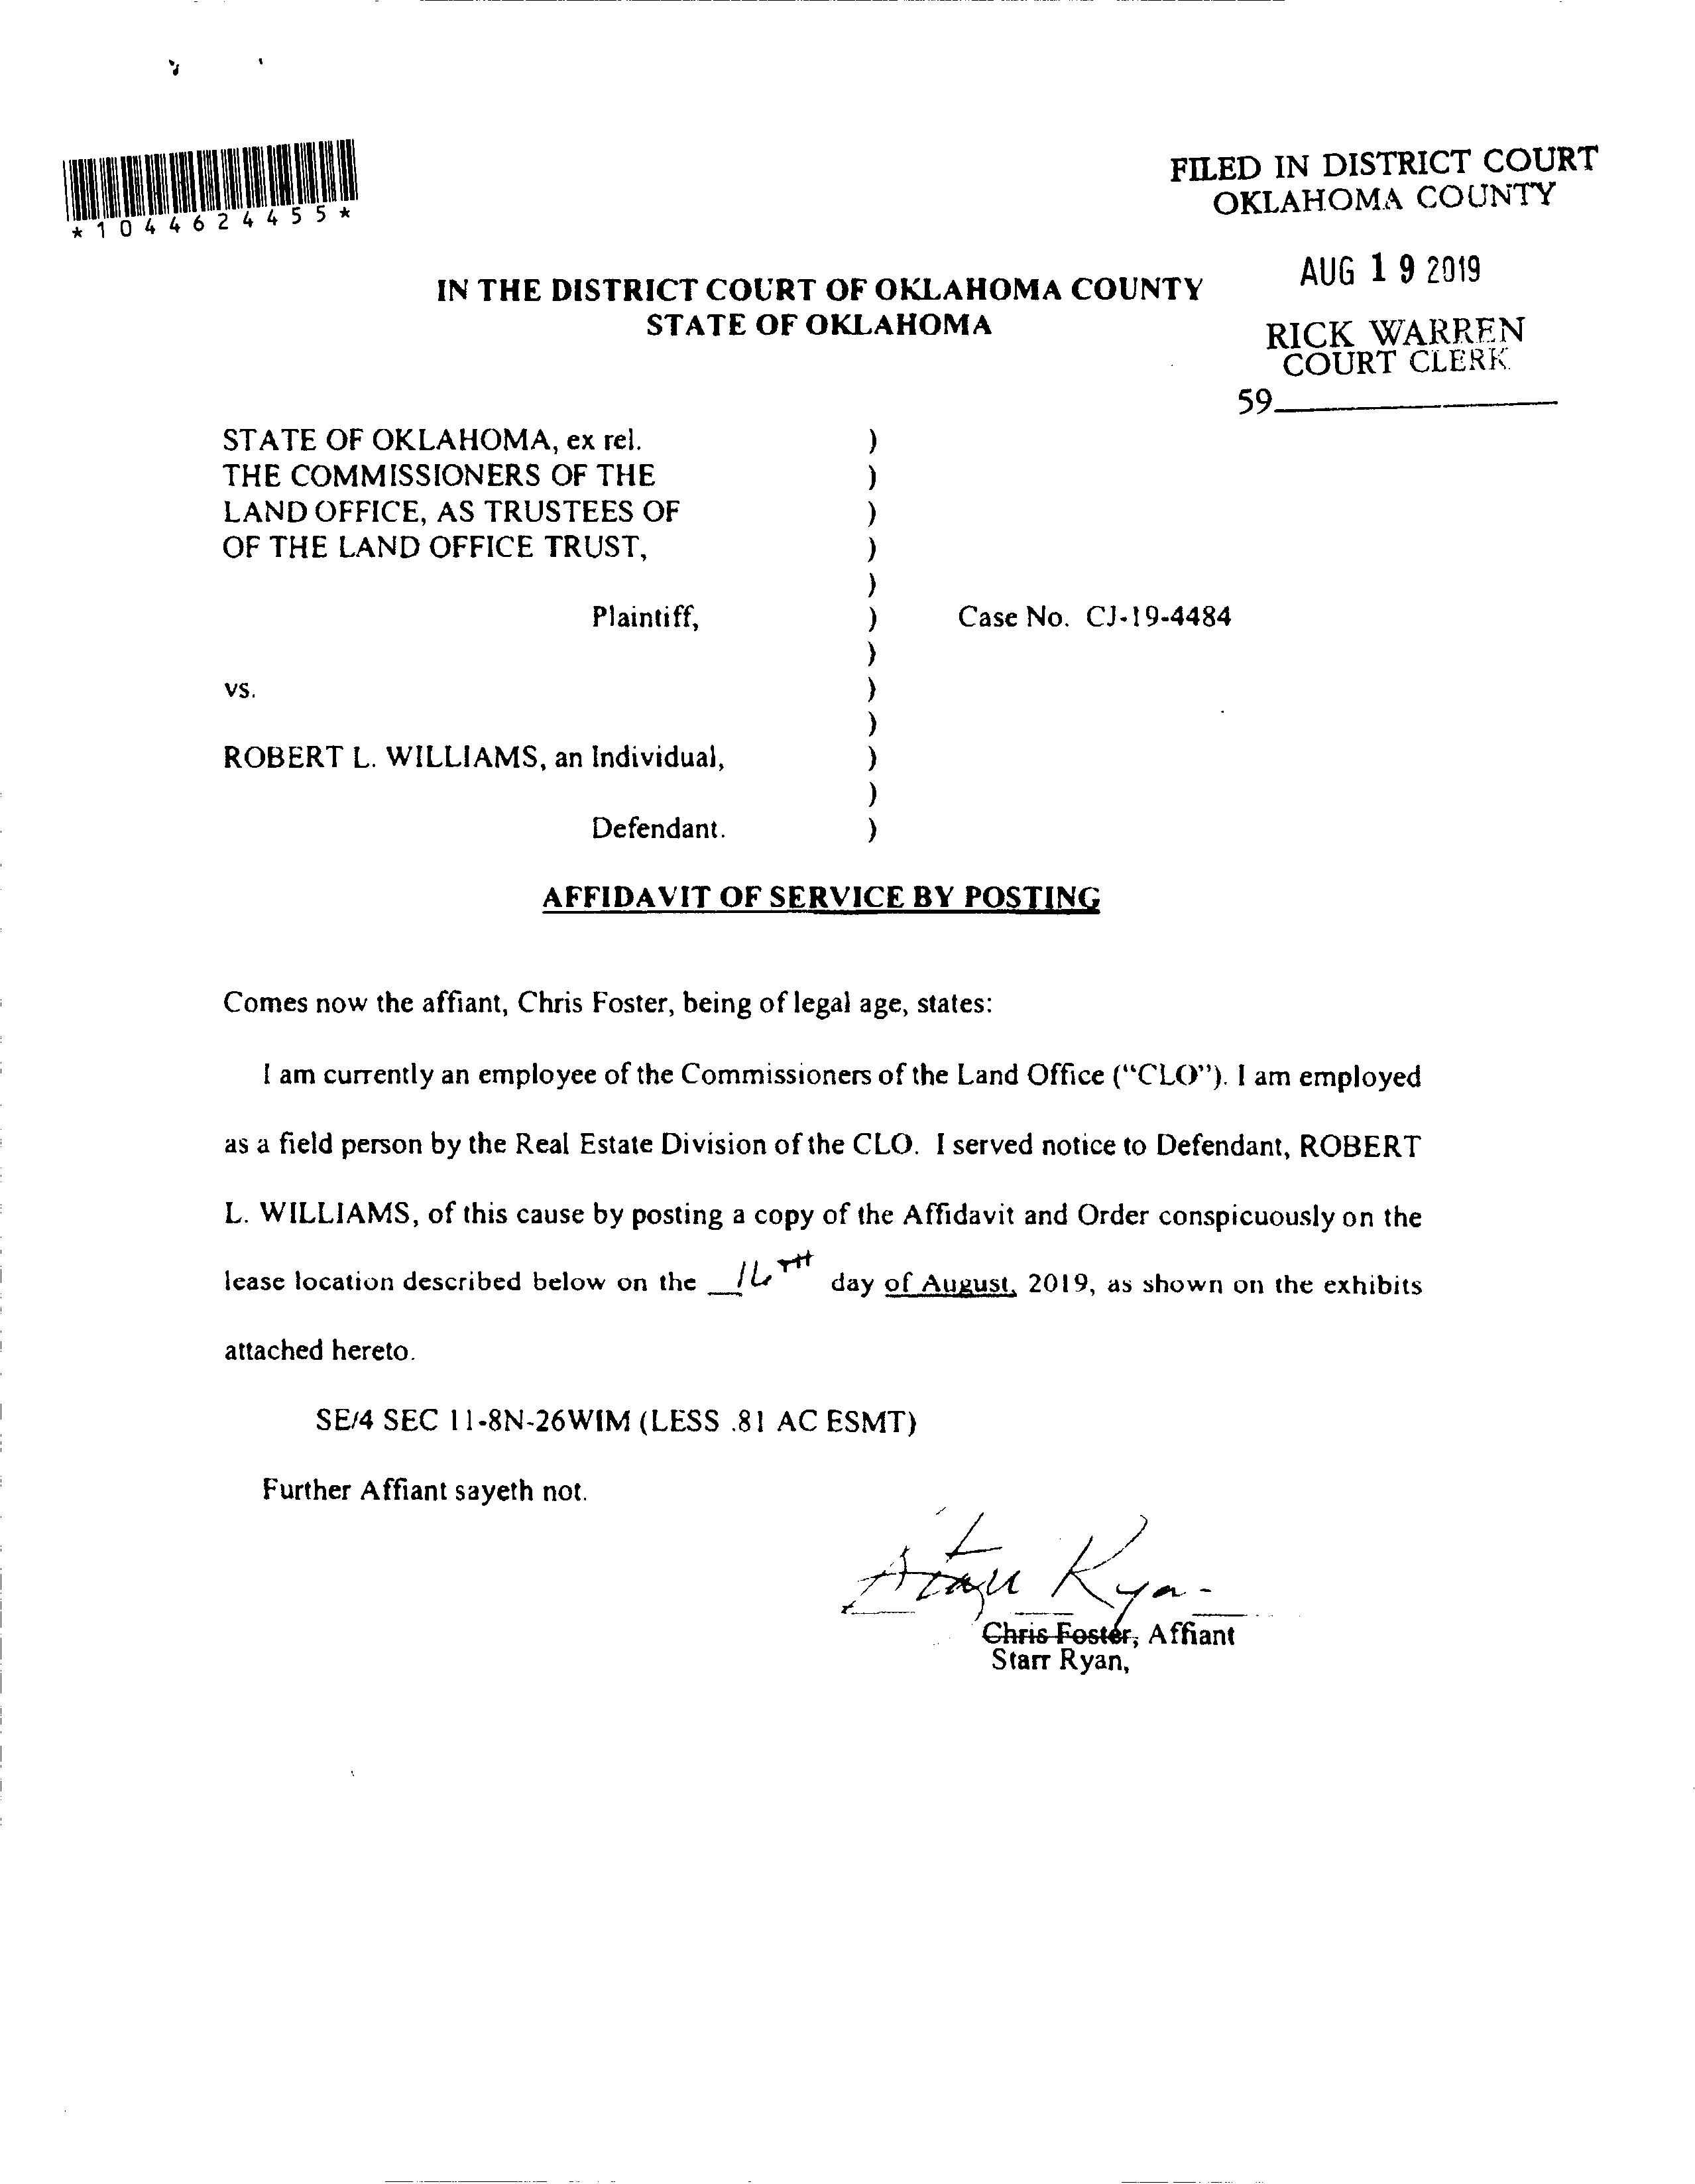 *1044624455*
FILED IN DISTRICT COURT
OKLAHOMA COUNTY
AUG 19 2019
RICK WARREN
COURT CLERK
59
IN THE DISTRICT COURT OF OKLAHOMA COUNTY
STATE OF OKLAHOMA
STATE OF OKLAHOMA, ex rel. )
THE COMMISSIONERS OF THE )
LAND OFFICE, AS TRUSTEES OF )
OF THE LAND OFFICE TRUST, )
)
Plaintiff, ) Case No. CJ-19-4484
)
vs. )
)
ROBERT L. WILLIAMS, an Individual, )
)
Defendant. )
AFFIDAVIT OF SERVICE BY POSTING
Comes now the affiant, Chris Foster, being of legal age, states:
I am currently an employee of the Commissioners of the Land Office ("CLO"). I am employed
as a field person by the Real Estate Division of the CLO. I served notice to Defendant, ROBERT
L. WILLIAMS, of this cause by posting a copy of the Affidavit and Order conspicuously on the
lease location described below on the 16TH day of August, 2019, as shown on the exhibits
attached hereto.
SE/4 SEC 11-8N-26WIM (LESS .81 AC ESMT)
Further Affiant sayeth not.
Starr Ryan
Chris Foster, Affiant
Starr Ryan,